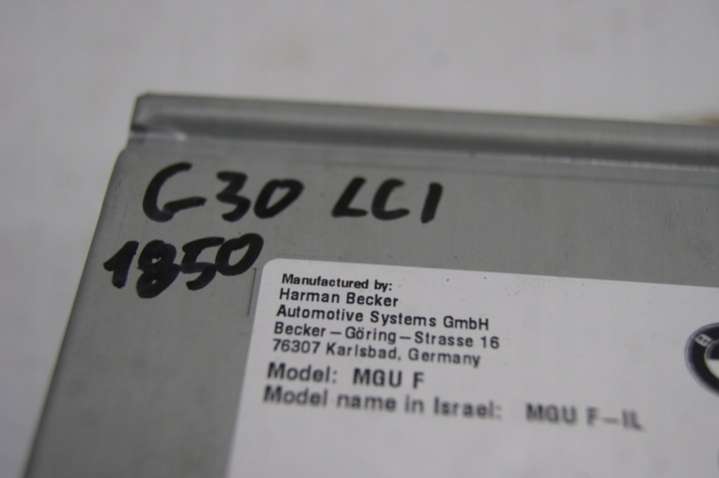 G30 LCI
1850
Manufactured by:
Harman Becker
Automotive Systems GmbH
Becker-Göring-Strasse 16
76307 Karlsbad, Germany
Model: MGU F
Model name in Israel: MGU F-IL